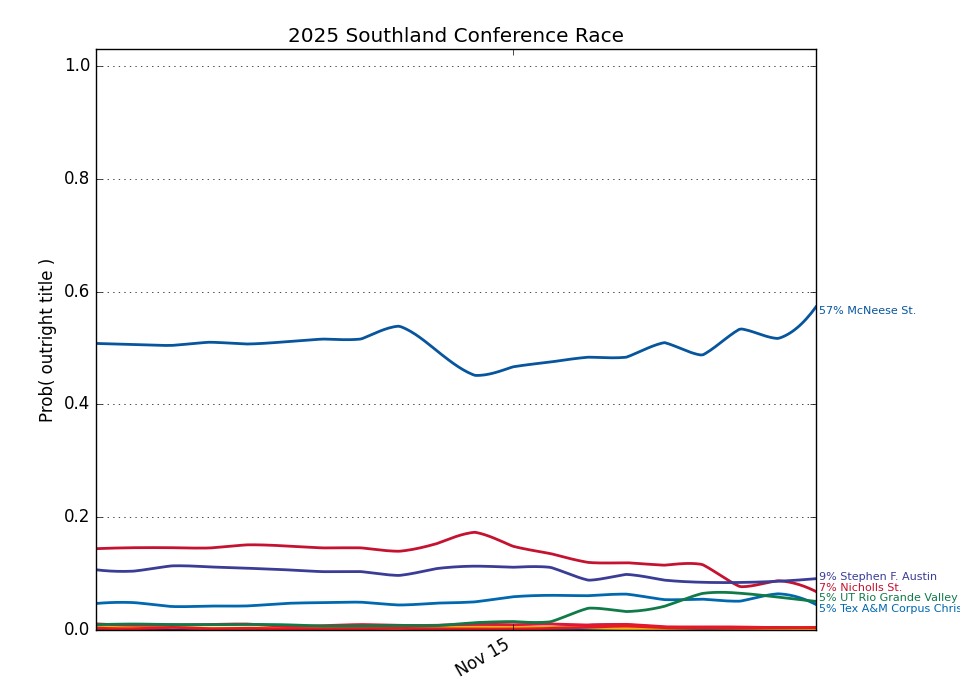 2025 Southland Conference Race
1.0
0.8
0.6
0.4
0.2
0.0
Prob( outright title )
Nov 15
57% McNeese St.
9% Stephen F. Austin
7% Nicholls St.
5% UT Rio Grande Valley
5% Tex A&M Corpus Chris